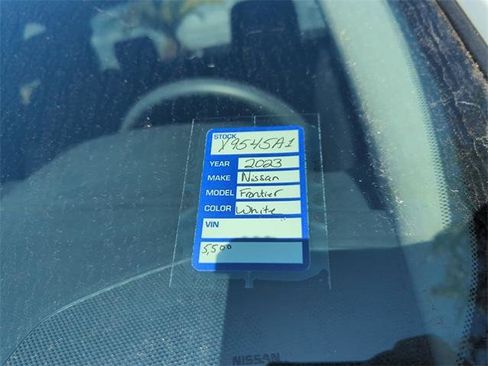 STOCK
Y9545A1
YEAR 2023
MAKE Nissan
MODEL Frontier
COLOR White
VIN
5,500
NISSAN